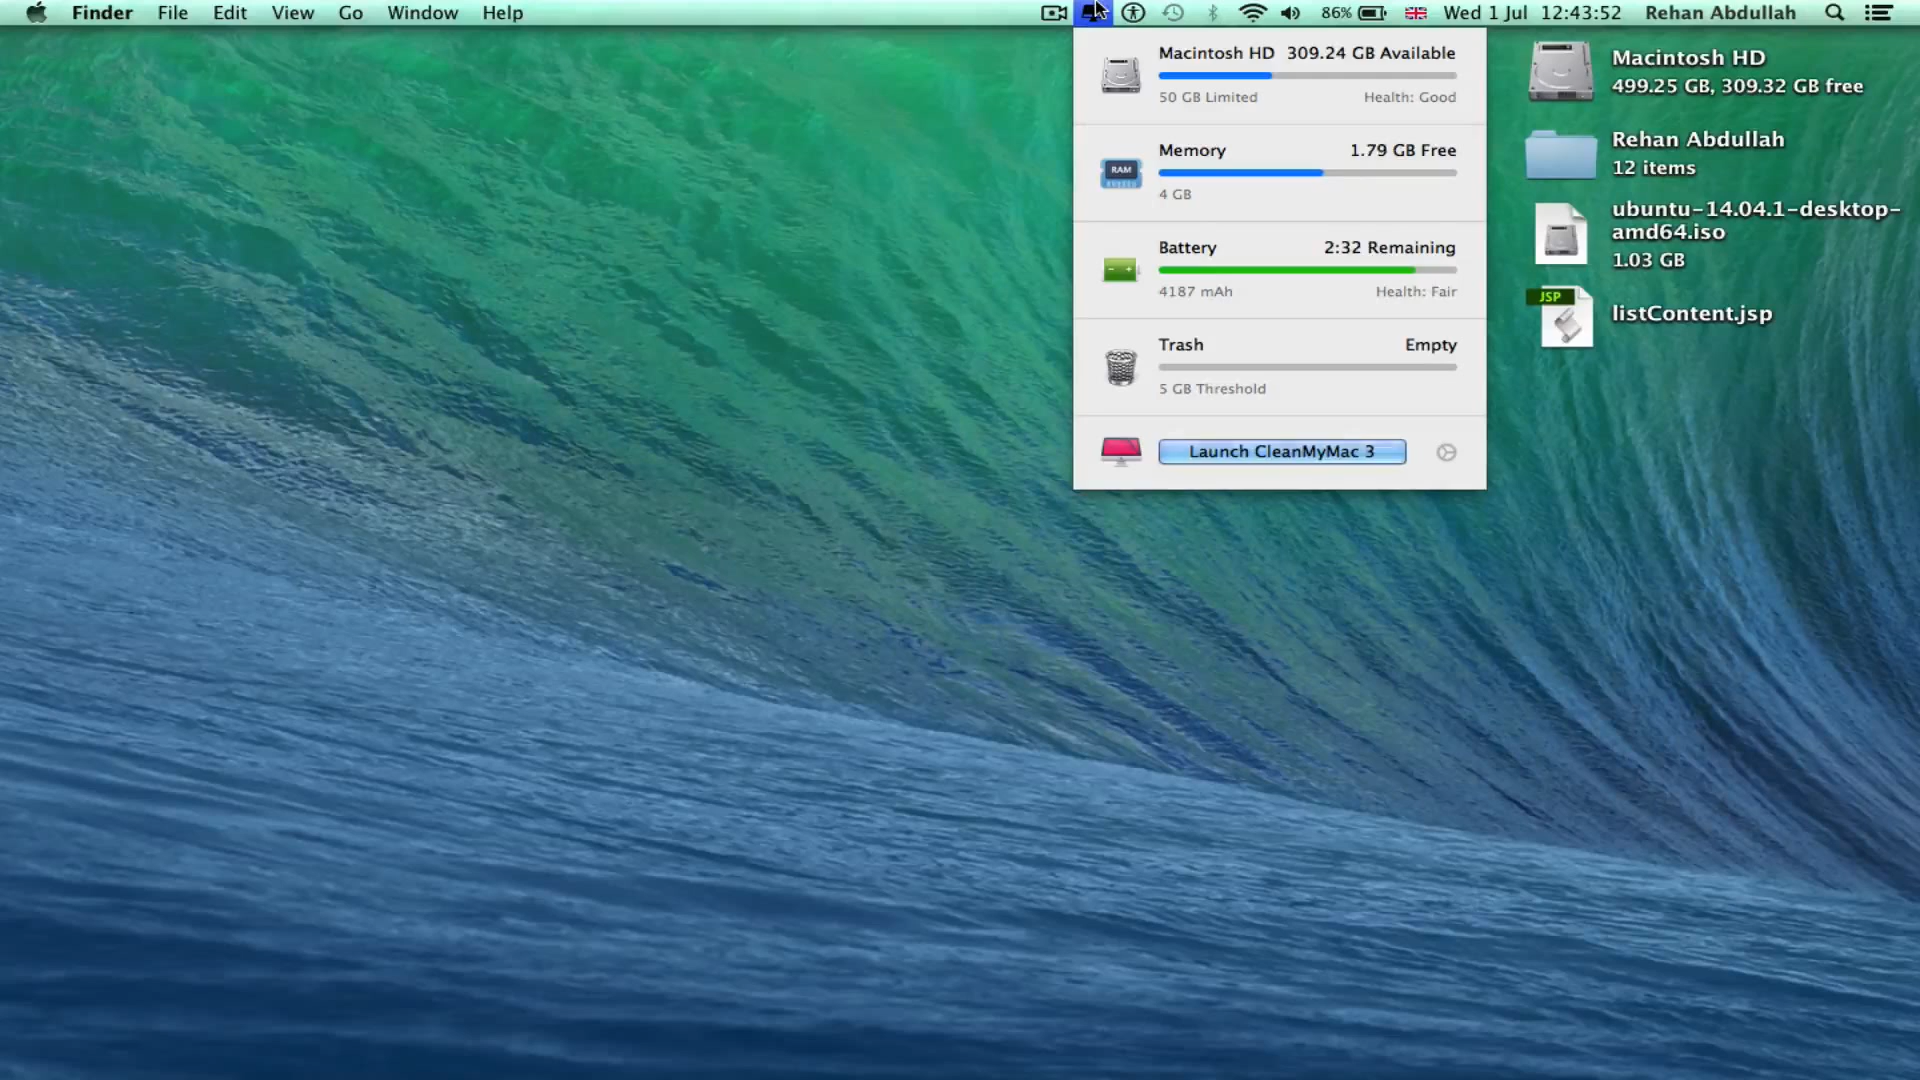 Finder File Edit View Go Window Help 86% Wed 1 Jul 12:43:52 Rehan Abdullah
Macintosh HD 309.24 GB Available
50 GB Limited Health: Good
RAM
Memory 1.79 GB Free
4 GB
Battery 2:32 Remaining
4187 mAh Health: Fair
Trash Empty
5 GB Threshold
Launch CleanMyMac 3
Macintosh HD
499.25 GB, 309.32 GB free
Rehan Abdullah
12 items
ubuntu-14.04.1-desktop-
amd64.iso
1.03 GB
JSP
listContent.jsp